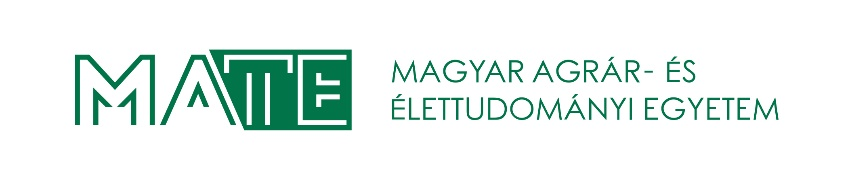 MATE
MAGYAR AGRÁR- ÉS
ÉLETTUDOMÁNYI EGYETEM